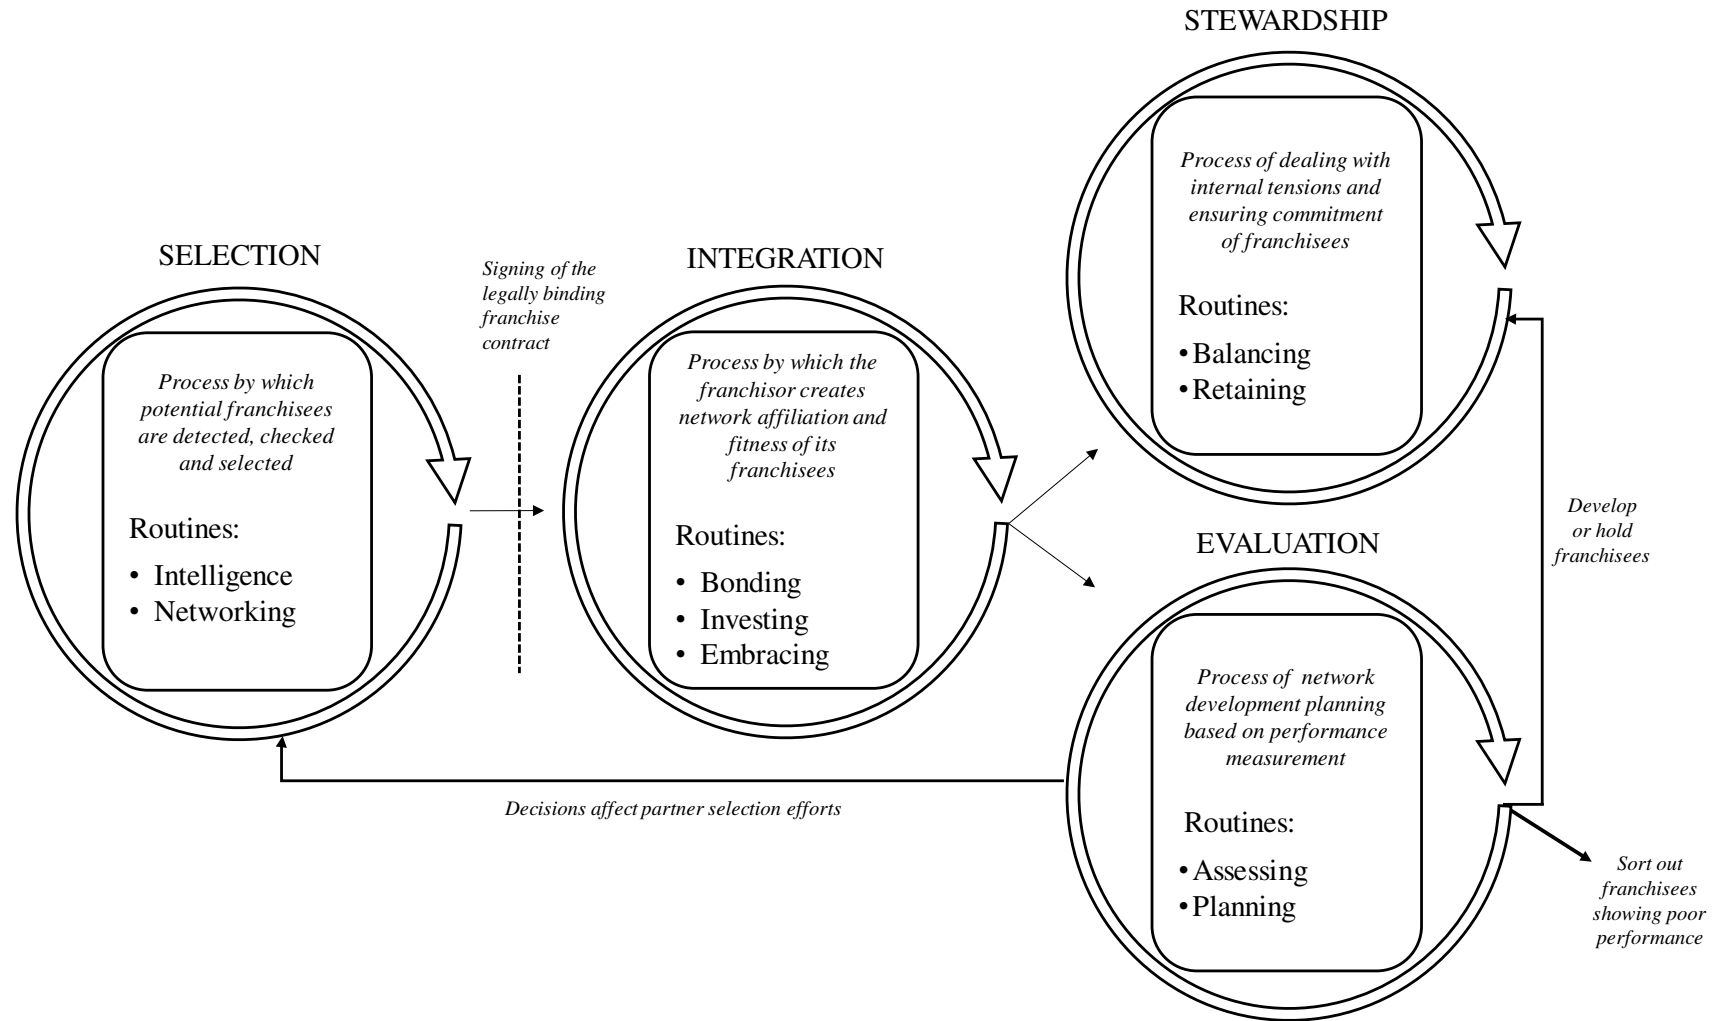 STEWARDSHIP
Process of dealing with
internal tensions and
ensuring commitment
of franchisees
Routines:
• Balancing
• Retaining
SELECTION
Process by which
potential franchisees
are detected, checked
and selected
Routines:
• Intelligence
• Networking
Signing of the
legally binding
franchise
contract
INTEGRATION
Process by which the
franchisor creates
network affiliation and
fitness of its
franchisees
Routines:
• Bonding
• Investing
• Embracing
EVALUATION
Process of network
development planning
based on performance
measurement
Routines:
• Assessing
• Planning
Develop
or hold
franchisees
Decisions affect partner selection efforts
Sort out
franchisees
showing poor
performance